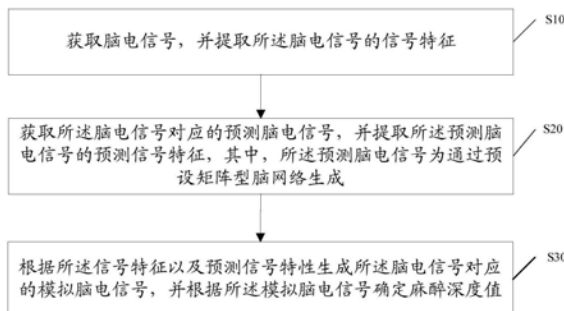 获取脑电信号，并提取所述脑电信号的信号特征
S10
获取所述脑电信号对应的预测脑电信号，并提取所述预测脑
电信号的预测信号特征，其中，所述预测脑电信号为通过预
设矩阵型脑网络生成
S20
根据所述信号特征以及预测信号特性生成所述脑电信号对应
的模拟脑电信号，并根据所述模拟脑电信号确定麻醉深度值
S30